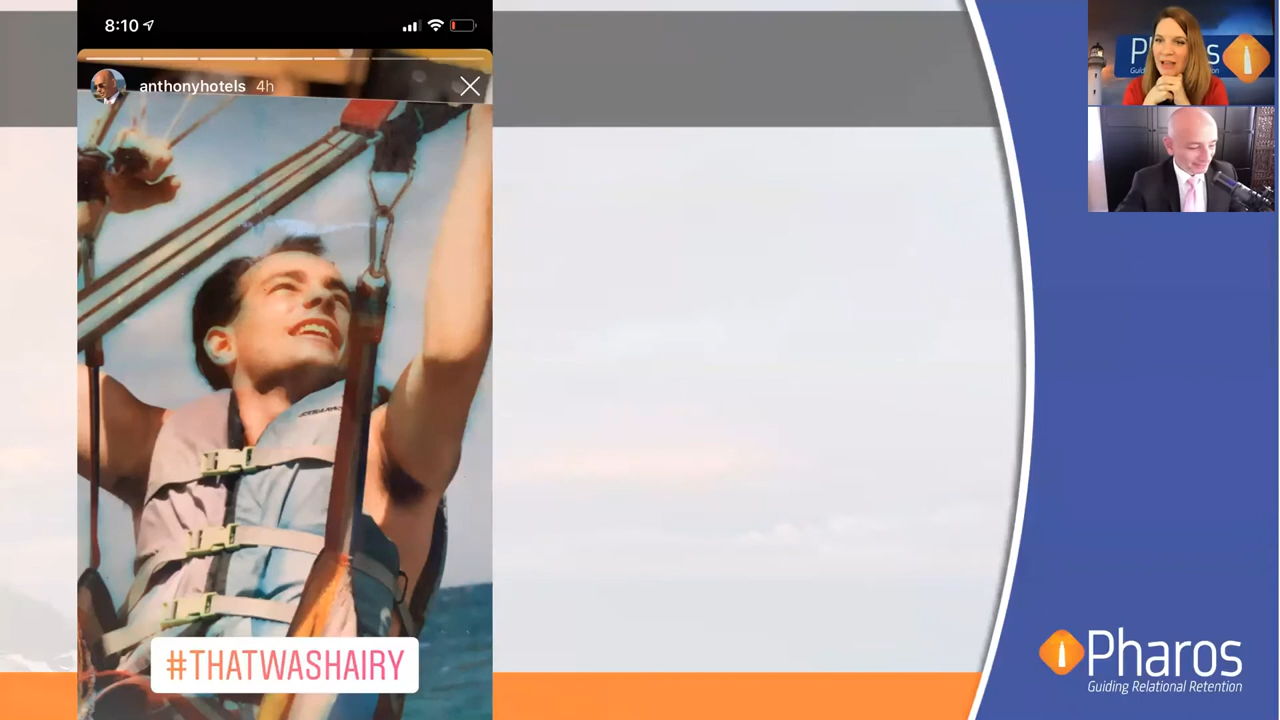 8:10
anthonyhotels 4h
#THATWASHAIRY
Pharos
Guiding Relational Retention